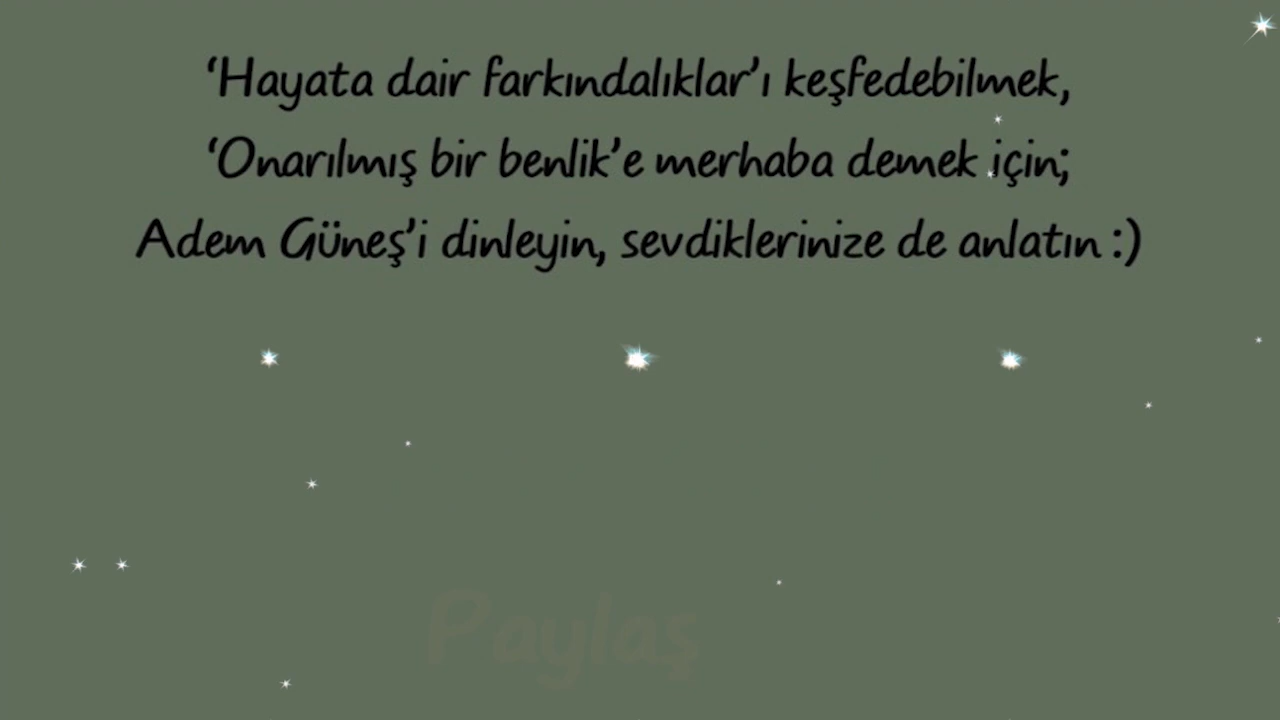 ‘Hayata dair farkındalıklar’ı keşfedebilmek,
‘Onarılmış bir benlik’e merhaba demek için;
Adem Güneş’i dinleyin, sevdiklerinize de anlatın :)
Paylaş